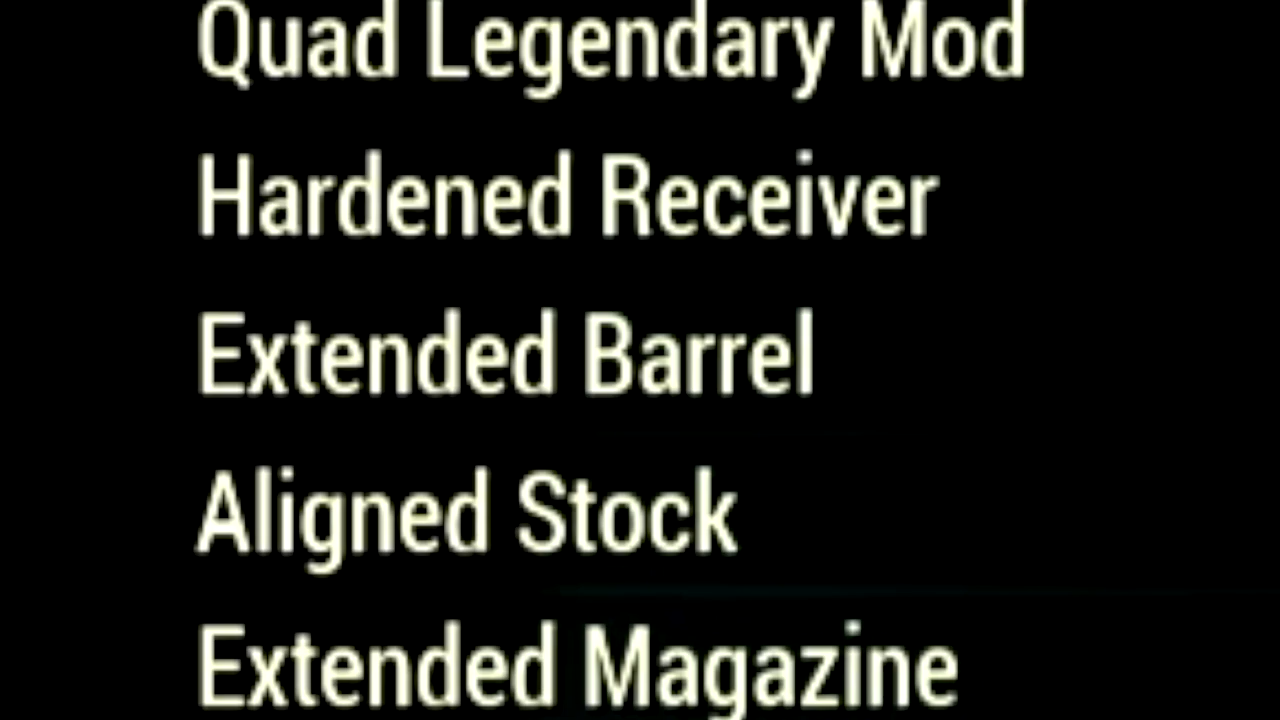 Quad Legendary Mod
Hardened Receiver
Extended Barrel
Aligned Stock
Extended Magazine